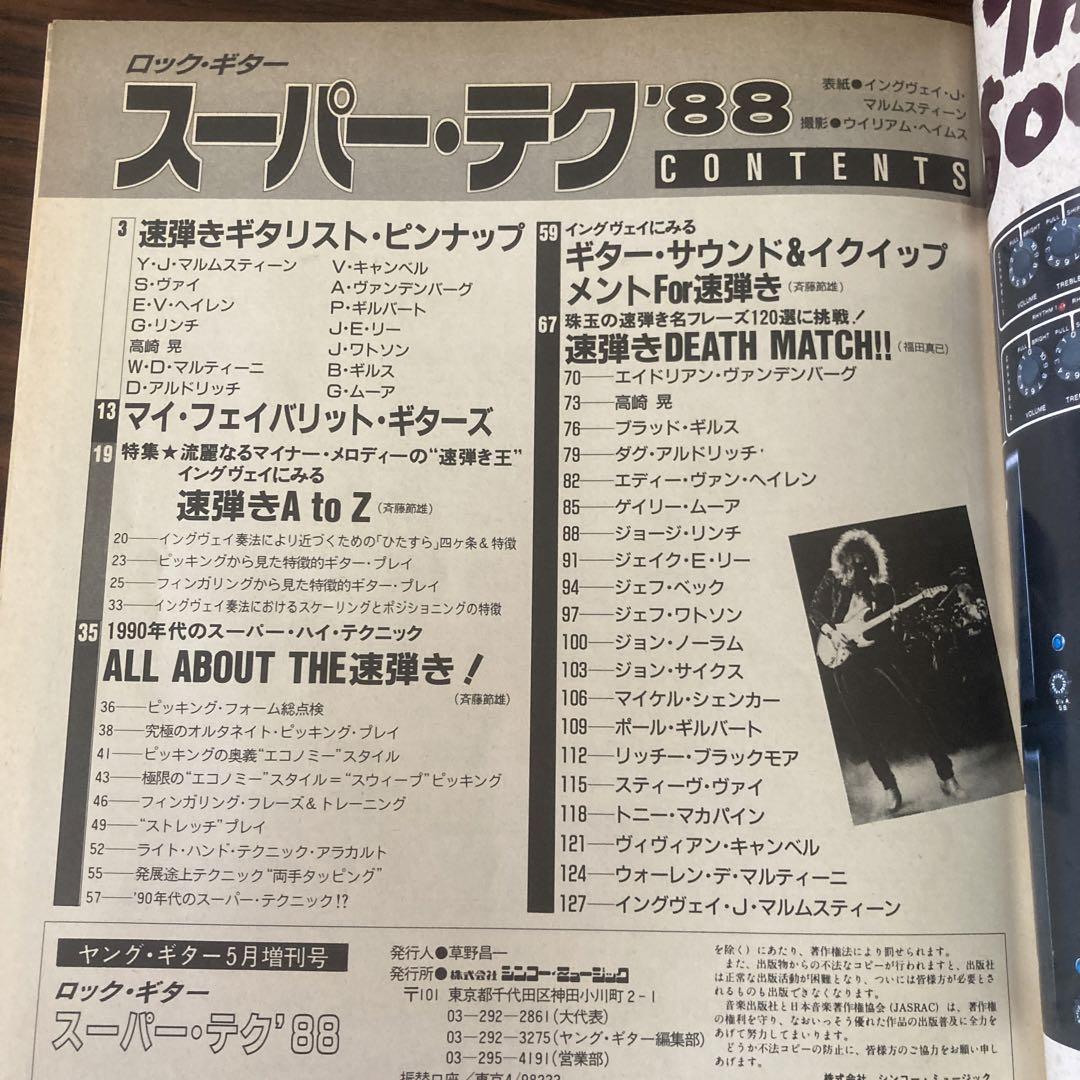 ロック・ギター
スーパー・テク'88
表紙●イングヴェイ・J・
マルムスティーン
撮影●ウイリアム・ヘイムス
CONTENTS
3 速弾きギタリスト・ピンナップ
Y・J・マルムスティーン
S・ヴァイ
E・V・ヘイレン
G・リンチ
高崎 晃
W・D・マルティーニ
D・アルドリッチ
V・キャンベル
A・ヴァンデンバーグ
P・ギルバート
J・E・リー
J・ワトソン
B・ギルス
G・ムーア
13 マイ・フェイバリット・ギターズ
19 特集★流麗なるマイナー・メロディーの“速弾き王”
イングヴェイにみる
速弾きA to Z(斉藤節雄)
20──イングヴェイ奏法により近づくための「ひたすら」四ヶ条&特徴
23──ピッキングから見た特徴的ギター・プレイ
25──フィンガリングから見た特徴的ギター・プレイ
33──イングヴェイ奏法におけるスケーリングとポジショニングの特徴
35 1990年代のスーパー・ハイ・テクニック
ALL ABOUT THE速弾き!
(斉藤節雄)
36──ピッキング・フォーム総点検
38──究極のオルタネイト・ピッキング・プレイ
41──ピッキングの奥義“エコノミー”スタイル
43──極限の“エコノミー”スタイル=“スウィープ”ピッキング
46──フィンガリング・フレーズ&トレーニング
49──“ストレッチ”プレイ
52──ライト・ハンド・テクニック・アラカルト
55──発展途上テクニック“両手タッピング”
57──'90年代のスーパー・テクニック!?
59 イングヴェイにみる
ギター・サウンド&イクイップ
メントFor速弾き(斉藤節雄)
67 珠玉の速弾き名フレーズ120選に挑戦!
速弾きDEATH MATCH!!(福田真已)
70──エイドリアン・ヴァンデンバーグ
73──高崎 晃
76──ブラッド・ギルス
79──ダグ・アルドリッチ
82──エディー・ヴァン・ヘイレン
85──ゲイリー・ムーア
88──ジョージ・リンチ
91──ジェイク・E・リー
94──ジェフ・ベック
97──ジェフ・ワトソン
100──ジョン・ノーラム
103──ジョン・サイクス
106──マイケル・シェンカー
109──ポール・ギルバート
112──リッチー・ブラックモア
115──スティーヴ・ヴァイ
118──トニー・マカパイン
121──ヴィヴィアン・キャンベル
124──ウォーレン・デ・マルティーニ
127──イングヴェイ・J・マルムスティーン
ヤング・ギター5月増刊号
ロック・ギター
スーパー・テク'88
発行人●草野昌一
発行所●株式会社シンコー・ミュージック
〒101 東京都千代田区神田小川町2-1
03-292-2861(大代表)
03-292-3275(ヤング・ギター編集部)
03-295-4191(営業部)
振替口座/東京4/98222
を除く)にあたり、著作権法により罰せられます。
また、出版物からの不法なコピーが行われますと、出版社
は正常な出版活動が困難となり、ついには皆様方が必要とさ
れるものも出版できなくなります。
音楽出版社と日本音楽著作権協会(JASRAC)は、著作権
の権利を守り、なおいっそう優れた作品の出版普及に全力を
あげて努力してまいります。
どうか不法コピーの防止に、皆様方のご協力をお願い申し
あげます。
株式会社 シンコー・ミュージック
PULL
BRIGHT
PULL
VOLUME
TREBLE
RHYTHM 1
BRIGHT
PULL
VOLUME